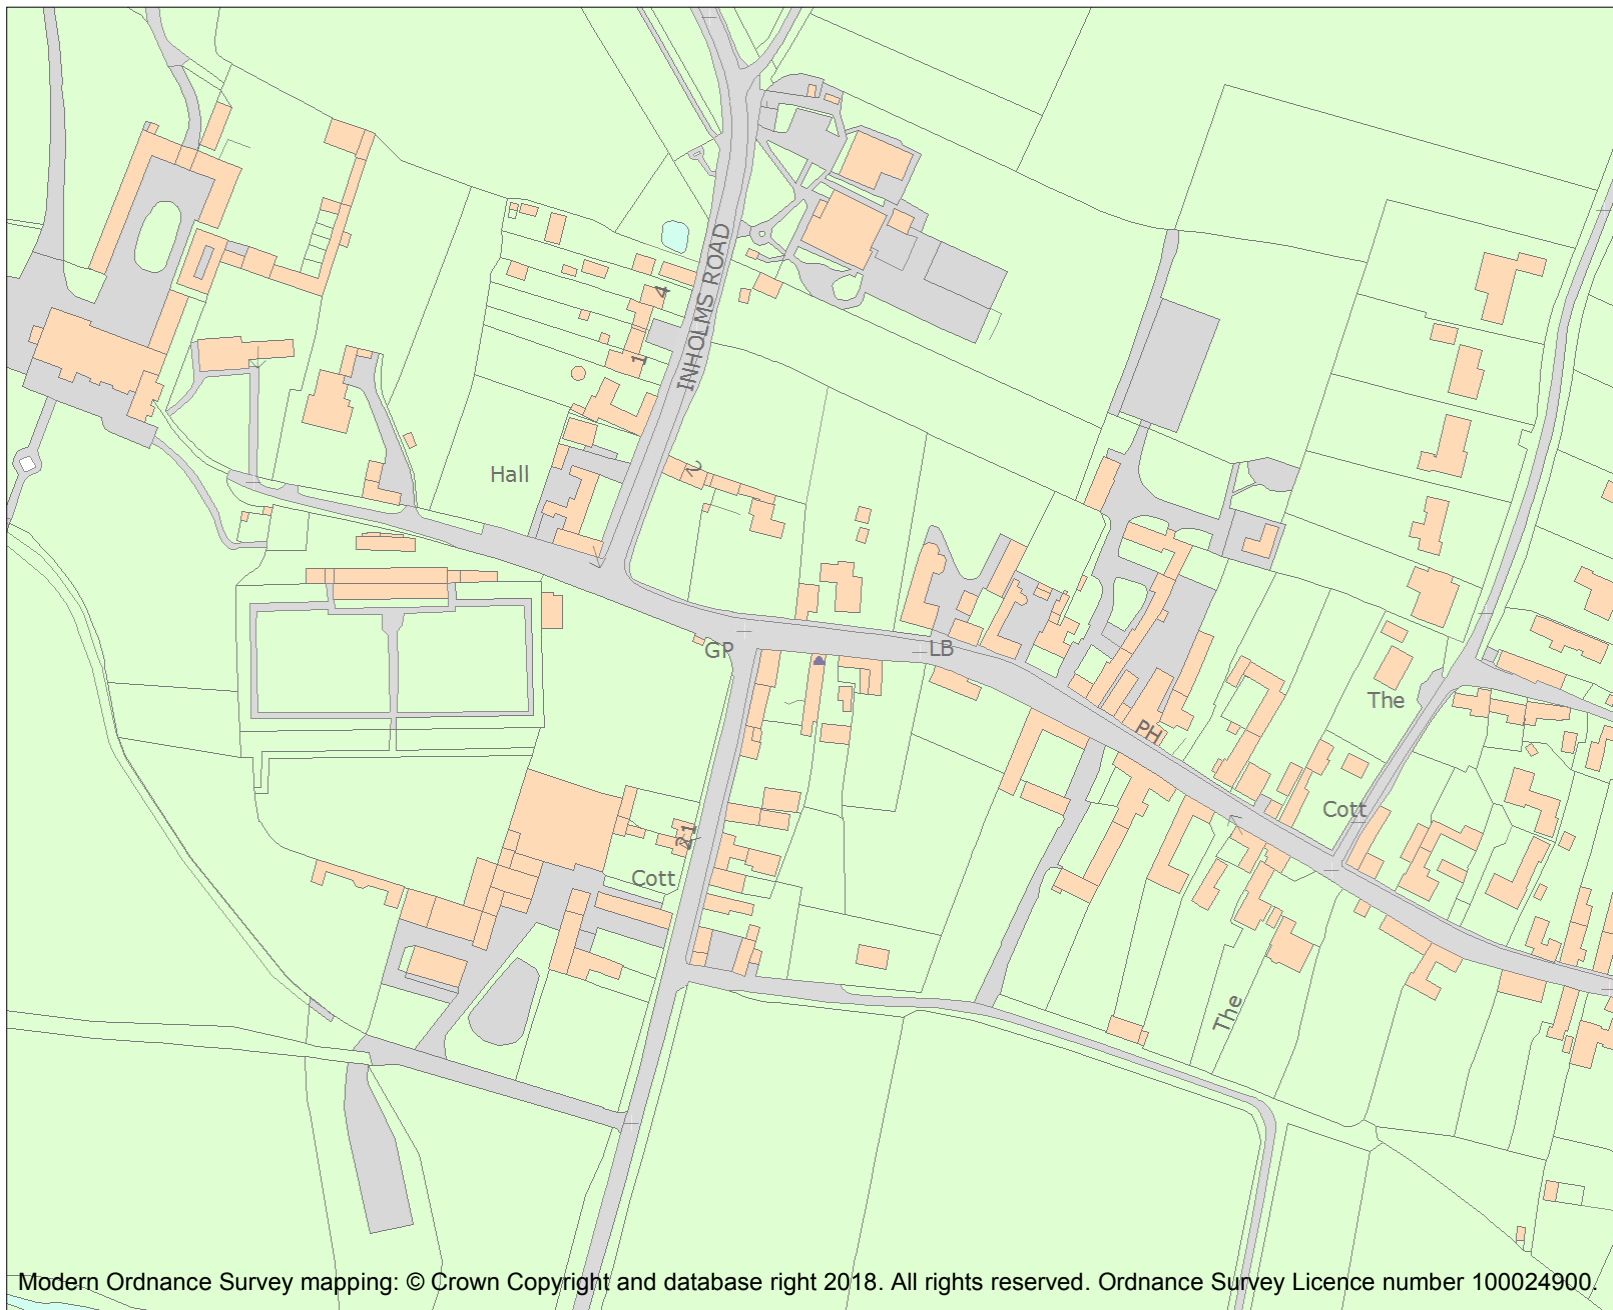 INHOLMS ROAD
4
1
2
Hall
GP
LB
The
PH
Cott
21
Cott
The
Modern Ordnance Survey mapping: © Crown Copyright and database right 2018. All rights reserved. Ordnance Survey Licence number 100024900.